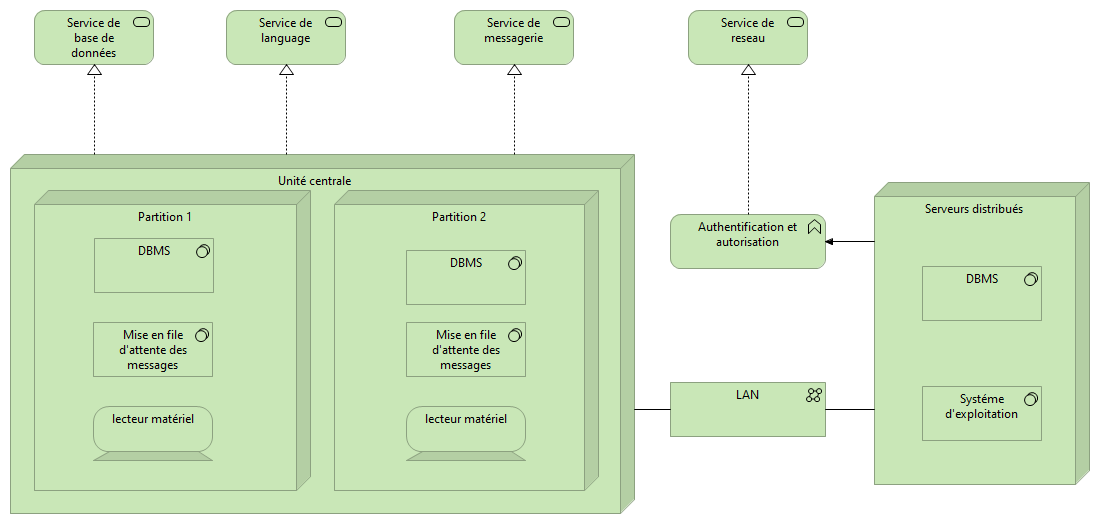 Service de
base de
données
Service de
language
Service de
messagerie
Service de
reseau
Unité centrale
Partition 1
DBMS
Mise en file
d'attente des
messages
lecteur matériel
Partition 2
DBMS
Mise en file
d'attente des
messages
lecteur matériel
Authentification et
autorisation
LAN
Serveurs distribués
DBMS
Systéme
d'exploitation